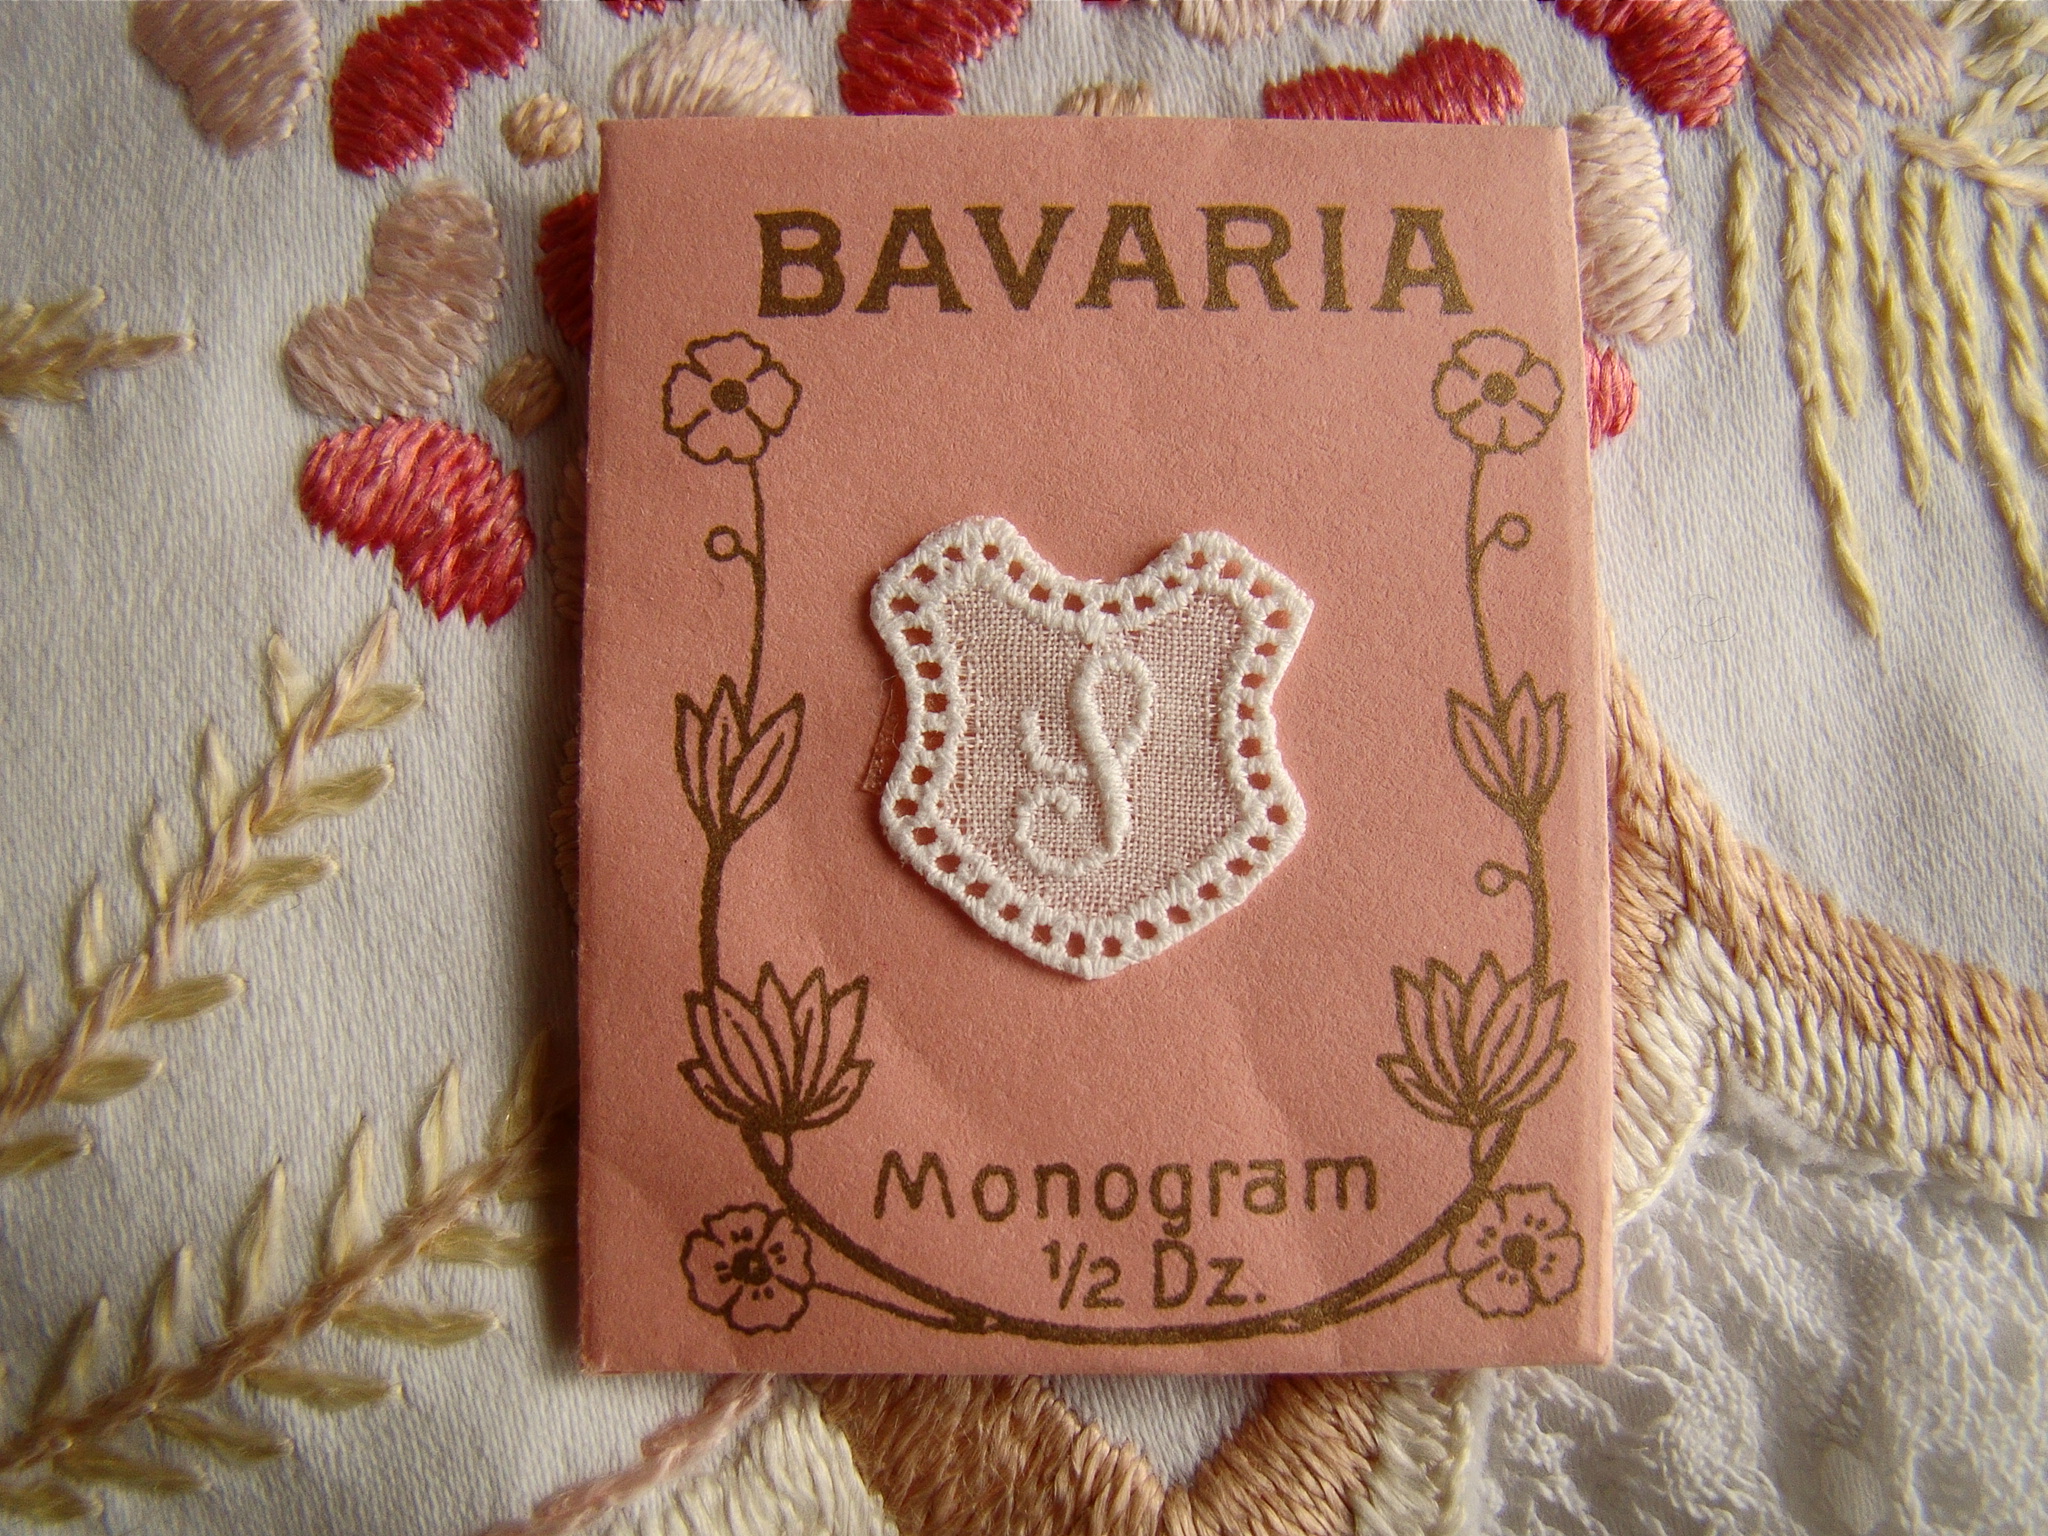 BAVARIA
Monogram
1/2 Dz.